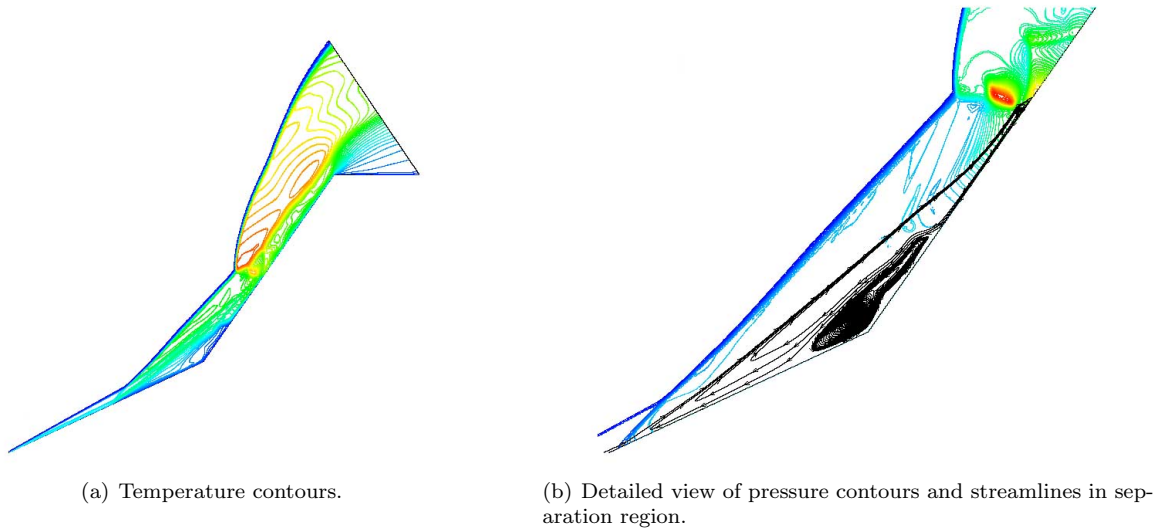 (a) Temperature contours.
(b) Detailed view of pressure contours and streamlines in sep-
aration region.